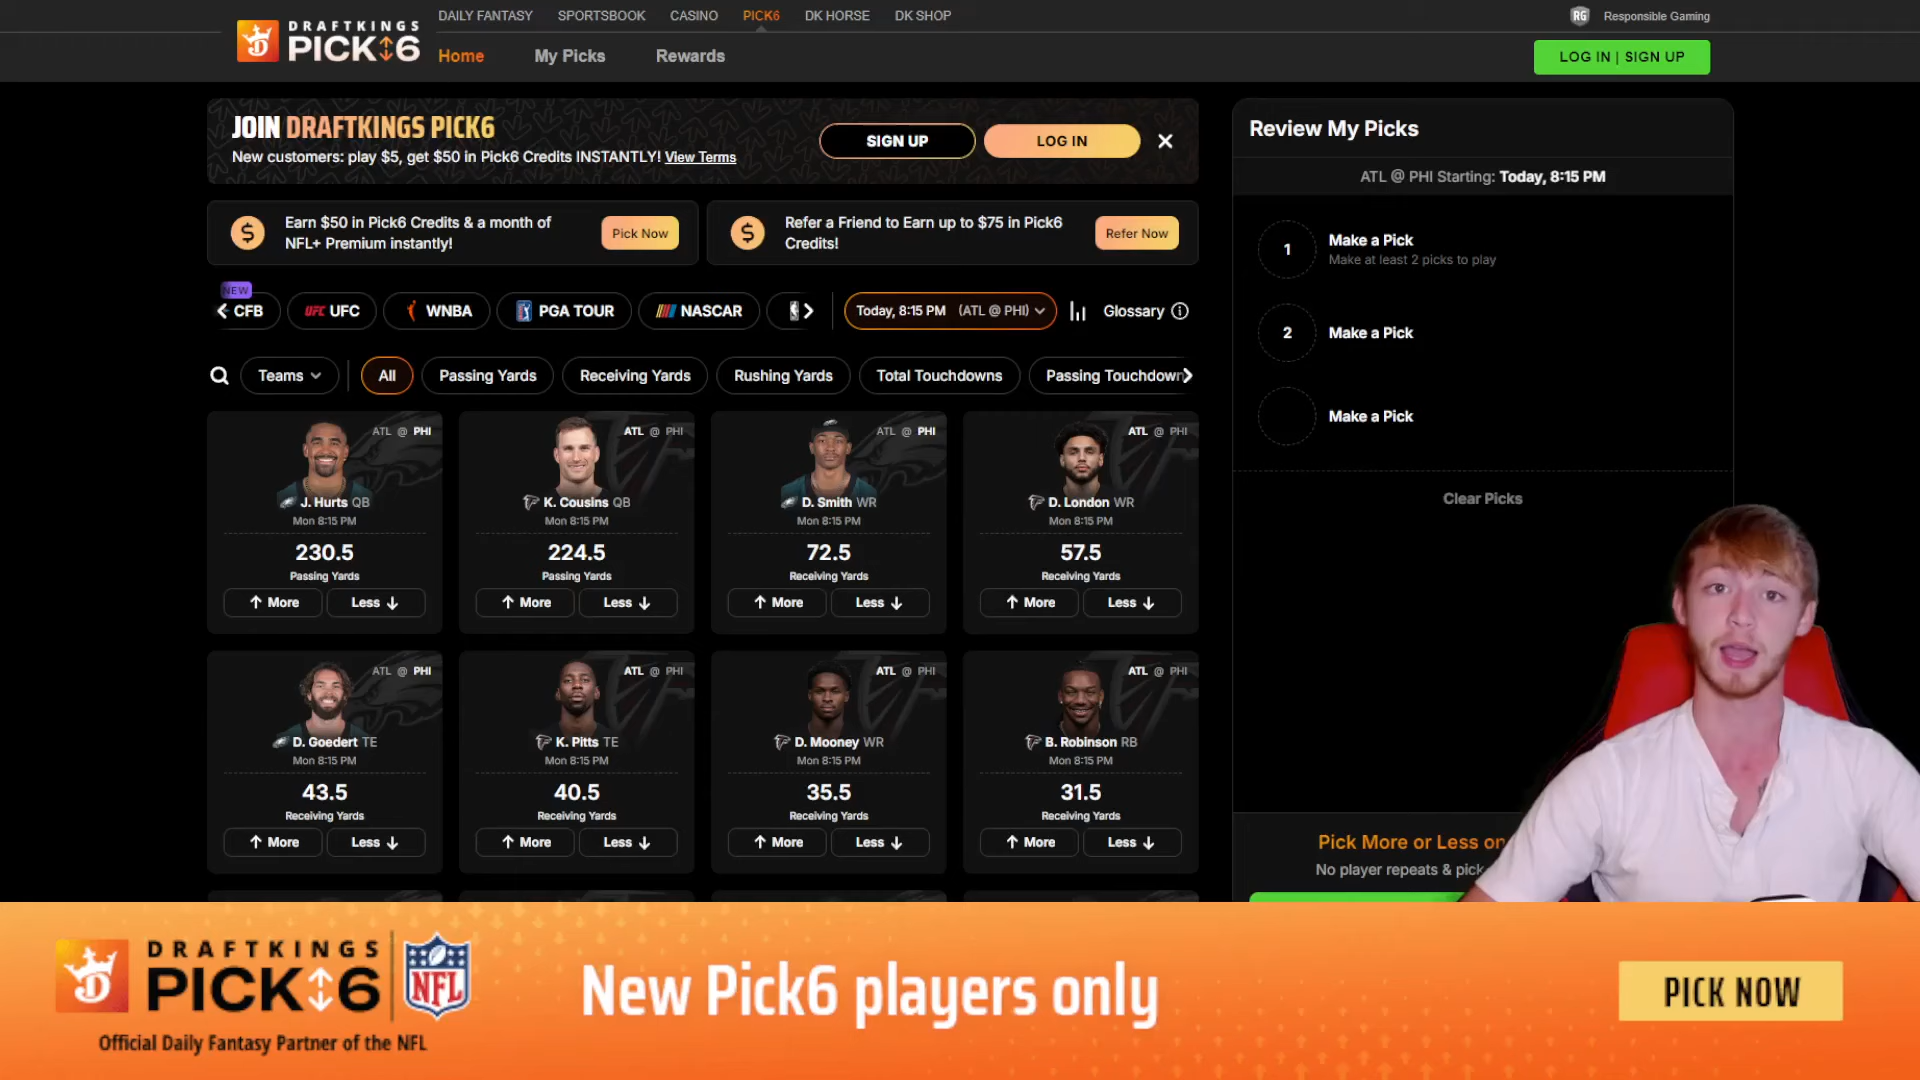 DAILY FANTASY SPORTSBOOK CASINO PICK6 DK HORSE DK SHOP
RG Responsible Gaming
DRAFTKINGS
PICK6
Home My Picks Rewards
LOG IN | SIGN UP
JOIN DRAFTKINGS PICK6
New customers: play $5, get $50 in Pick6 Credits INSTANTLY! View Terms
SIGN UP
LOG IN
Earn $50 in Pick6 Credits & a month of
NFL+ Premium instantly!
Pick Now
Refer a Friend to Earn up to $75 in Pick6
Credits!
Refer Now
NEW
CFB UFC UFC WNBA PGA TOUR NASCAR
Today, 8:15 PM (ATL @ PHI)
Glossary
Teams All Passing Yards Receiving Yards Rushing Yards Total Touchdowns Passing Touchdown
ATL @ PHI
J. Hurts QB
Mon 8:15 PM
230.5
Passing Yards
More Less
ATL @ PHI
K. Cousins QB
Mon 8:15 PM
224.5
Passing Yards
More Less
ATL @ PHI
D. Smith WR
Mon 8:15 PM
72.5
Receiving Yards
More Less
ATL @ PHI
D. London WR
Mon 8:15 PM
57.5
Receiving Yards
More Less
ATL @ PHI
D. Goedert TE
Mon 8:15 PM
43.5
Receiving Yards
More Less
ATL @ PHI
K. Pitts TE
Mon 8:15 PM
40.5
Receiving Yards
More Less
ATL @ PHI
D. Mooney WR
Mon 8:15 PM
35.5
Receiving Yards
More Less
ATL @ PHI
B. Robinson RB
Mon 8:15 PM
31.5
Receiving Yards
More Less
Review My Picks
ATL @ PHI Starting: Today, 8:15 PM
1 Make a Pick
Make at least 2 picks to play
2 Make a Pick
Make a Pick
Clear Picks
Pick More or Less on
No player repeats & pick
DRAFTKINGS
PICK6
NFL
Official Daily Fantasy Partner of the NFL
New Pick6 players only
PICK NOW